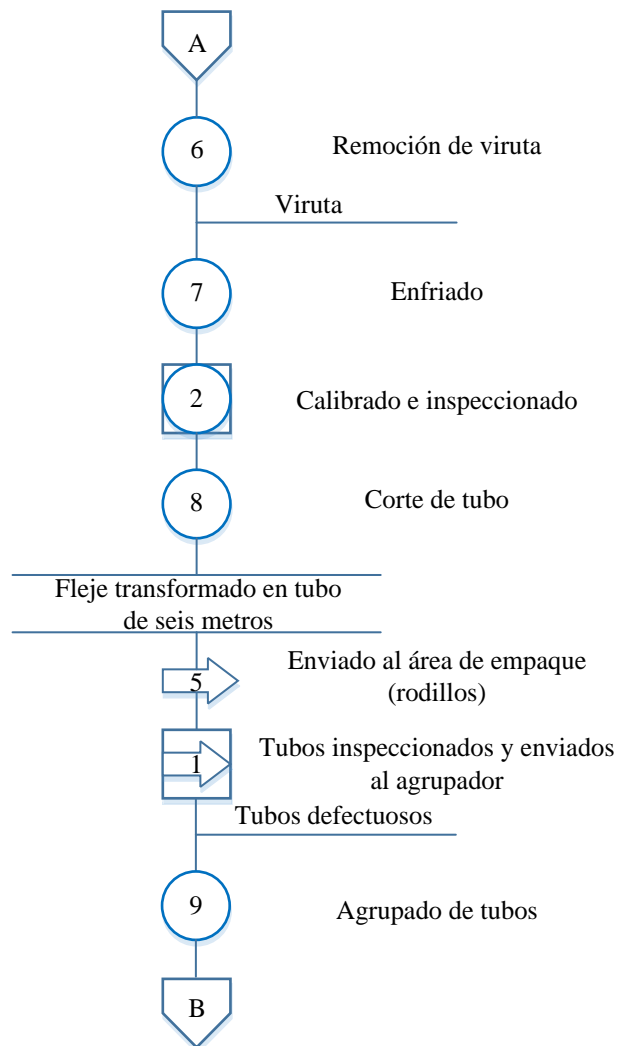 A
6
Remoción de viruta
Viruta
7
Enfriado
2
Calibrado e inspeccionado
8
Corte de tubo
Fleje transformado en tubo
de seis metros
5
Enviado al área de empaque
(rodillos)
1
Tubos inspeccionados y enviados
al agrupador
Tubos defectuosos
9
Agrupado de tubos
B